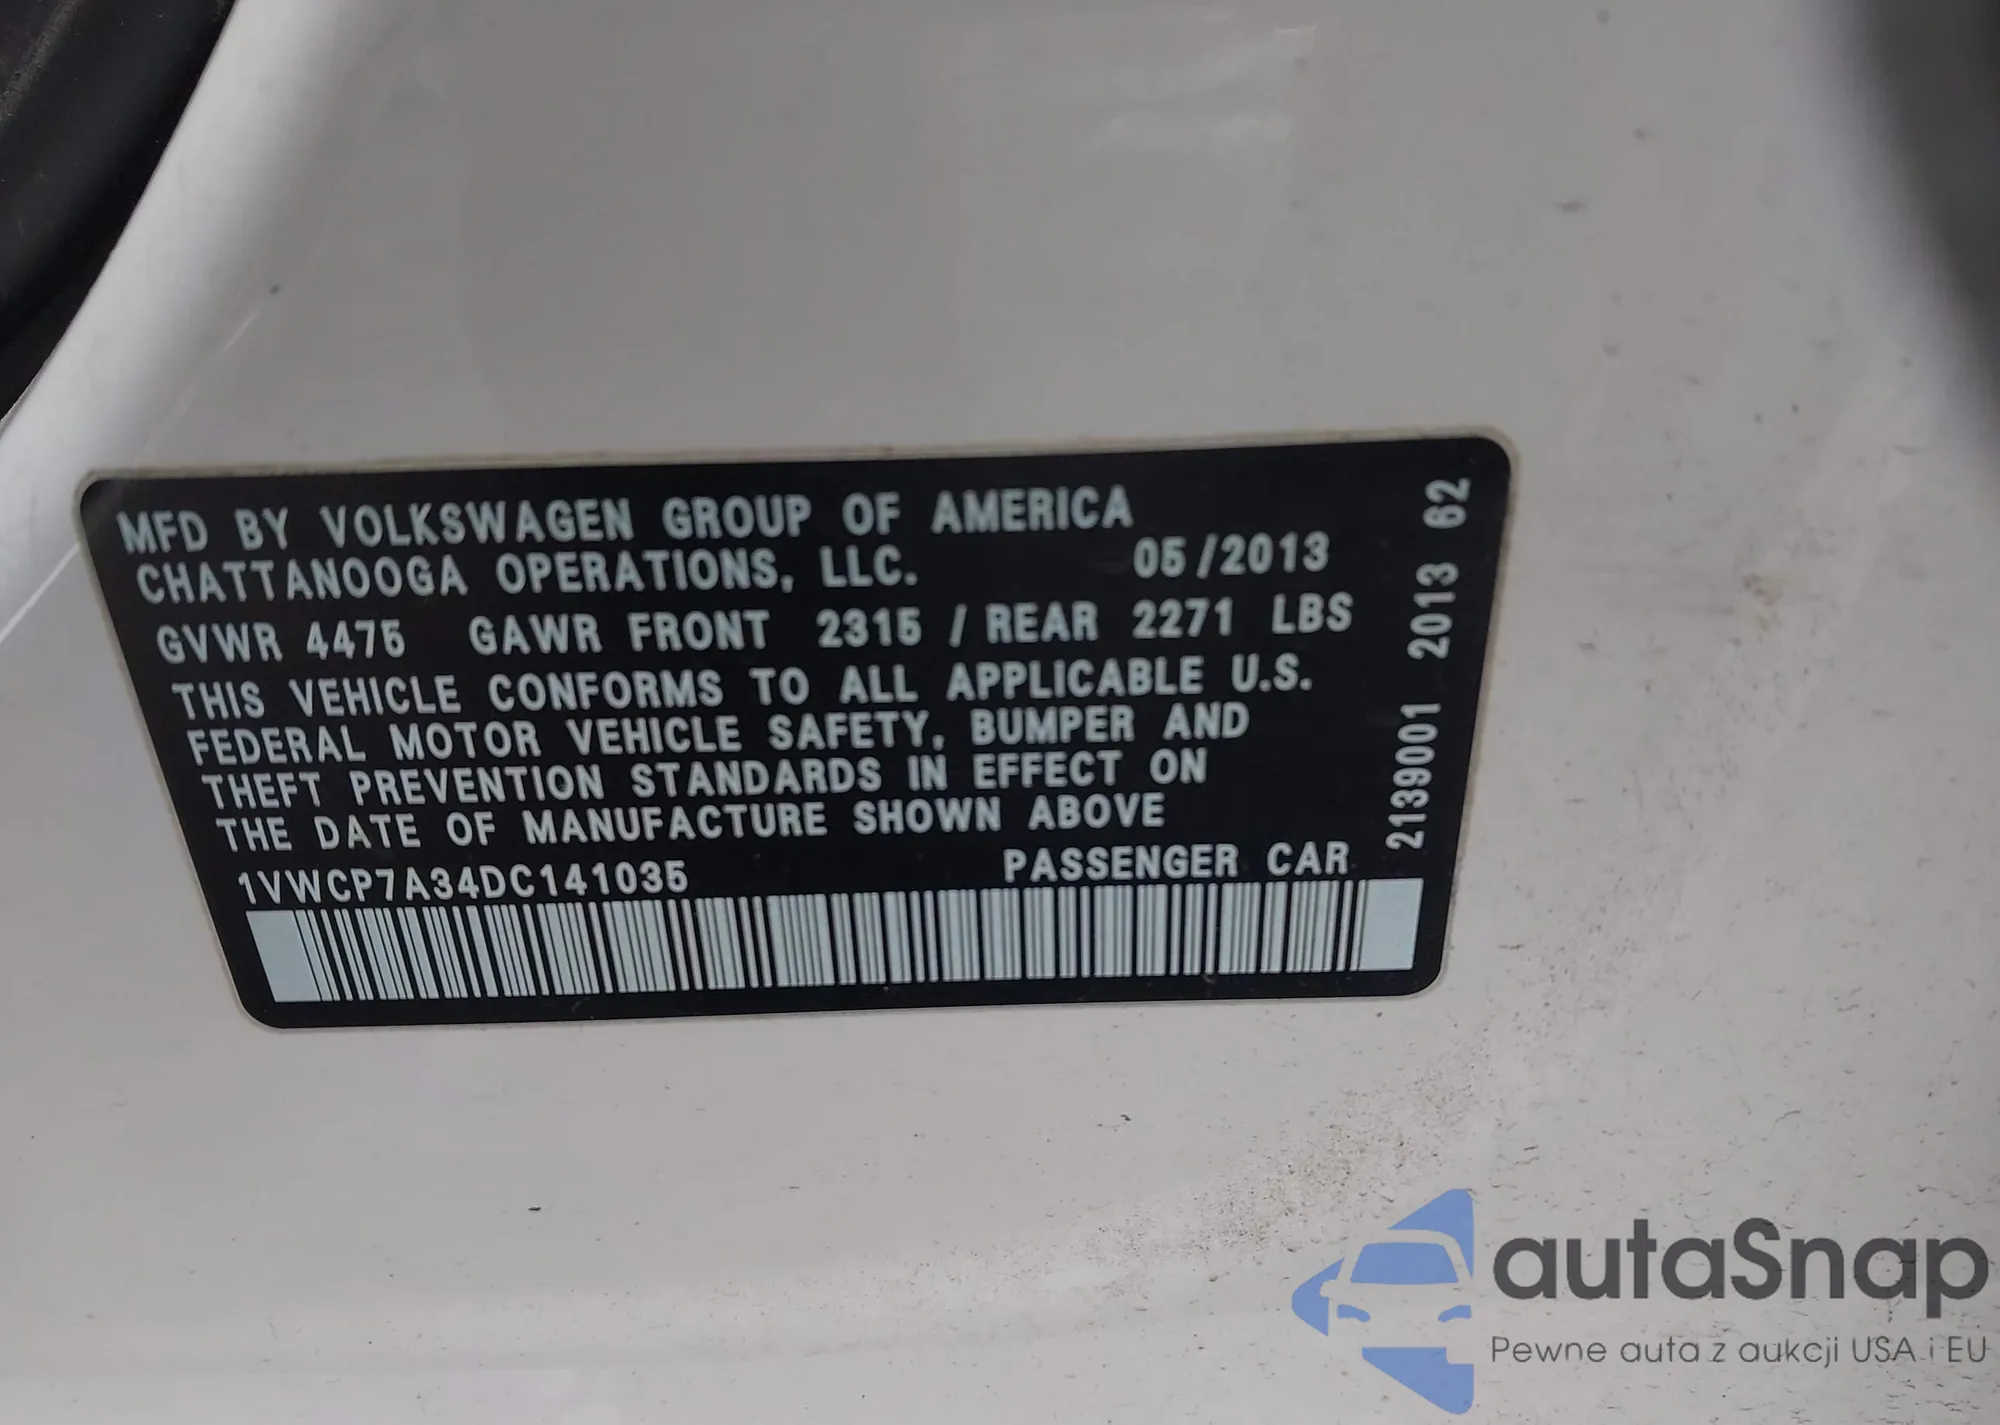 MFD BY VOLKSWAGEN GROUP OF AMERICA
CHATTANOOGA OPERATIONS, LLC. 05/2013
GVWR 4475 GAWR FRONT 2315 / REAR 2271 LBS
THIS VEHICLE CONFORMS TO ALL APPLICABLE U.S.
FEDERAL MOTOR VEHICLE SAFETY, BUMPER AND
THEFT PREVENTION STANDARDS IN EFFECT ON
THE DATE OF MANUFACTURE SHOWN ABOVE
1VWCP7A34DC141035 PASSENGER CAR
2139001 2013 62
autaSnap
Pewne auta z aukcji USA i EU